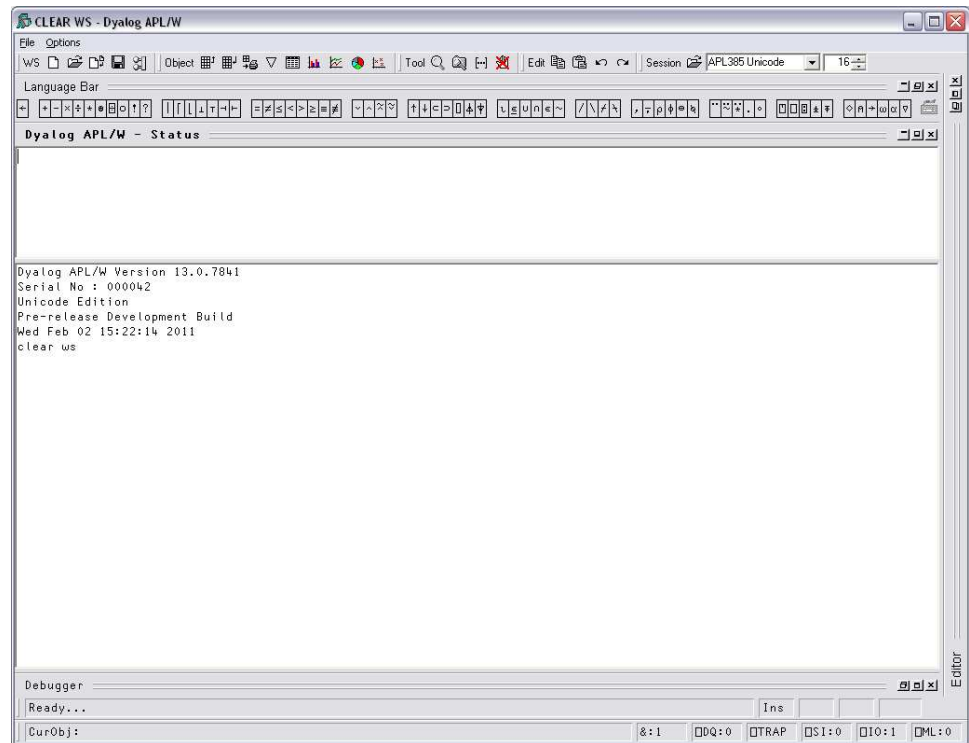 CLEAR WS - Dyalog APL/W
File Options
WS Object Tool Edit Session APL385 Unicode 16
Language Bar
Dyalog APL/W - Status
Dyalog APL/W Version 13.0.7841
Serial No : 000042
Unicode Edition
Pre-release Development Build
Wed Feb 02 15:22:14 2011
clear ws
Editor
Debugger
Ready...
Ins
CurObj:
&:1 ⎕DQ:0 ⎕TRAP ⎕SI:0 ⎕IO:1 ⎕ML:0